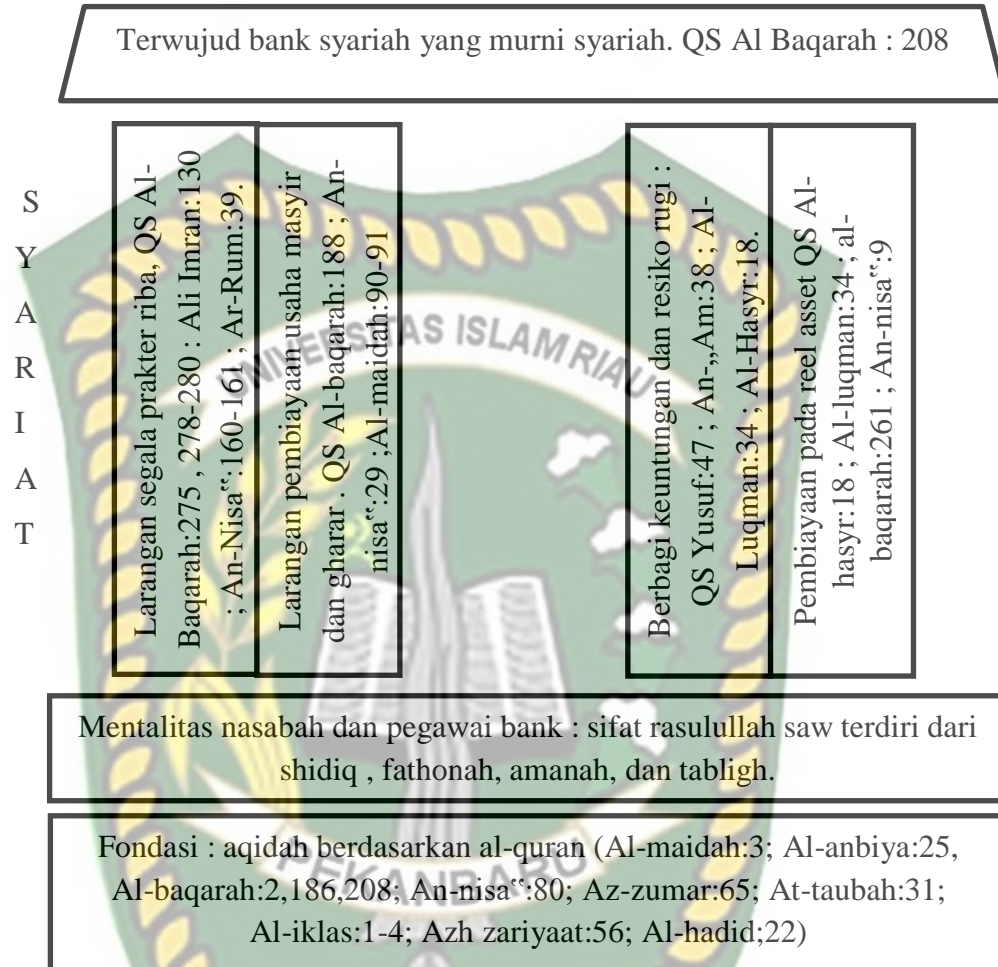 Terwujud bank syariah yang murni syariah. QS Al Baqarah : 208
S
Y
A
R
I
A
T
Larangan segala prakter riba, QS Al-
Baqarah:275 , 278-280 : Ali Imran:130
; An-Nisa‟:160-161 ; Ar-Rum:39.
Larangan pembiayaan usaha masyir
dan gharar . QS Al-baqarah:188 ; An-
nisa‟:29 ;Al-maidah:90-91
Berbagi keuntungan dan resiko rugi :
QS Yusuf:47 ; An-„Am:38 ; Al-
Luqman:34 ; Al-Hasyr:18.
Pembiayaan pada reel asset QS Al-
hasyr:18 ; Al-luqman:34 ; al-
baqarah:261 ; An-nisa‟:9
UNIVERSITAS ISLAM RIAU
Mentalitas nasabah dan pegawai bank : sifat rasulullah saw terdiri dari
shidiq , fathonah, amanah, dan tabligh.
Fondasi : aqidah berdasarkan al-quran (Al-maidah:3; Al-anbiya:25,
Al-baqarah:2,186,208; An-nisa‟:80; Az-zumar:65; At-taubah:31;
Al-iklas:1-4; Azh zariyaat:56; Al-hadid;22)
PEKANBARU